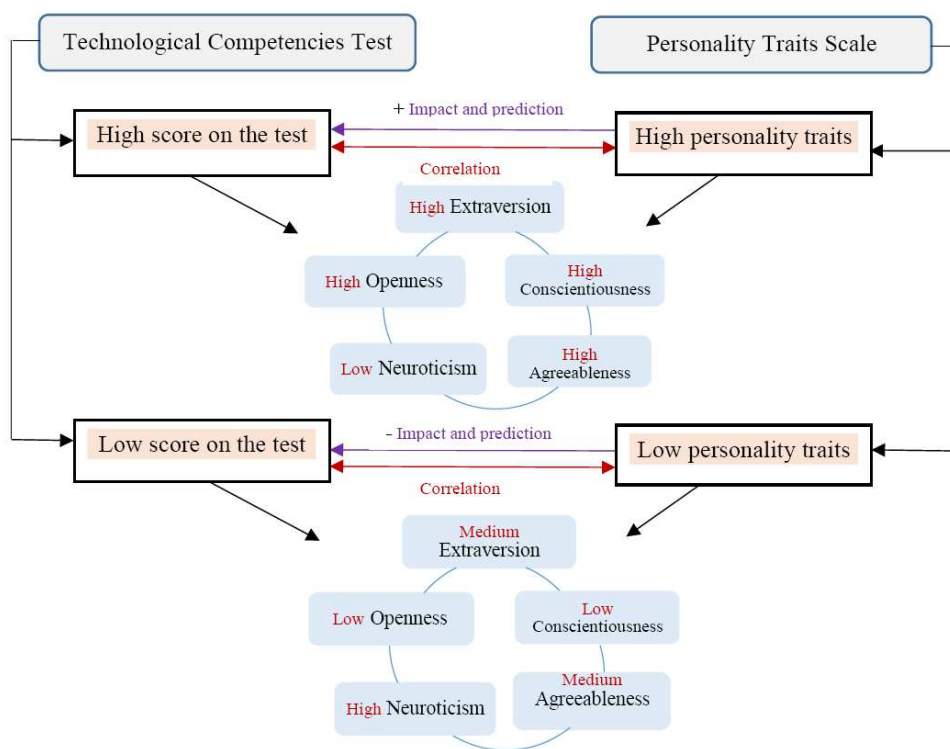 Technological Competencies Test
Personality Traits Scale
+ Impact and prediction
High score on the test
High personality traits
Correlation
High Extraversion
High Openness
High
Conscientiousness
Low Neuroticism
High
Agreeableness
- Impact and prediction
Low score on the test
Low personality traits
Correlation
Medium
Extraversion
Low Openness
Low
Conscientiousness
High Neuroticism
Medium
Agreeableness